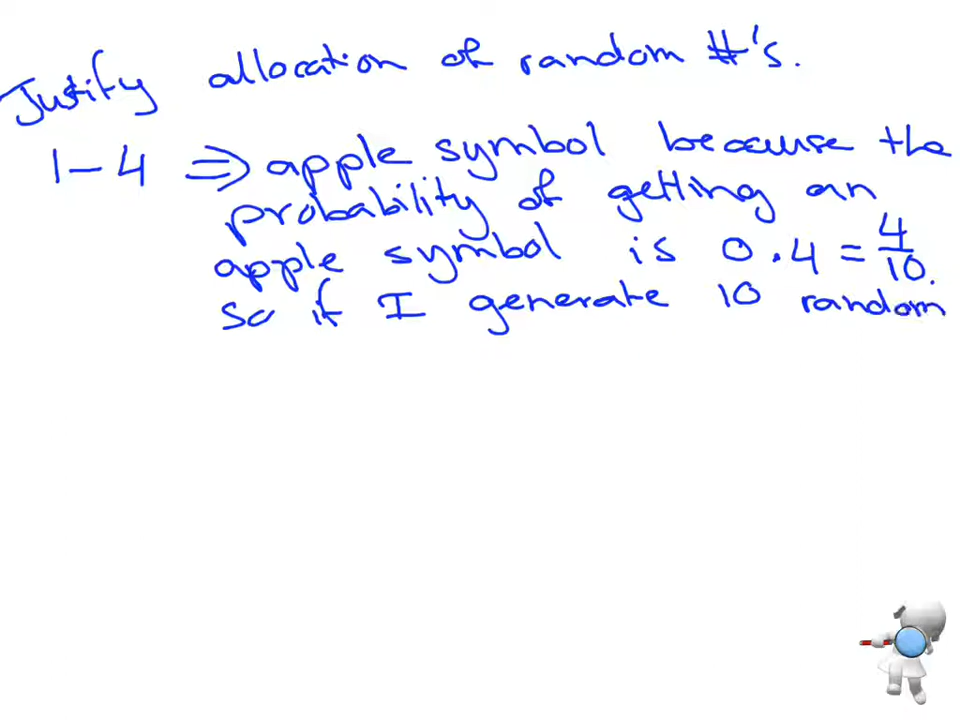 Justify allocation of random #'s.
1-4 ⇒ apple symbol because the
probability of getting an
apple symbol is 0.4 = 4/10.
so if I generate 10 random